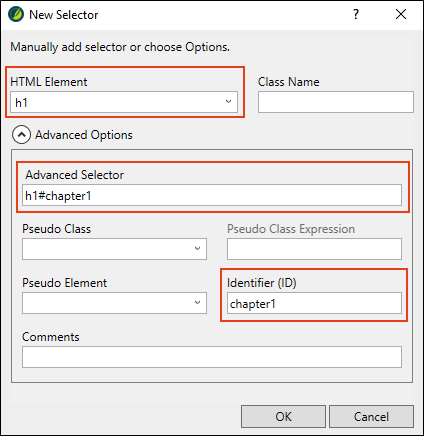 New Selector
?
Manually add selector or choose Options.
HTML Element
Class Name
h1
Advanced Options
Advanced Selector
h1#chapter1
Pseudo Class
Pseudo Class Expression
Pseudo Element
Identifier (ID)
chapter1
Comments
OK
Cancel